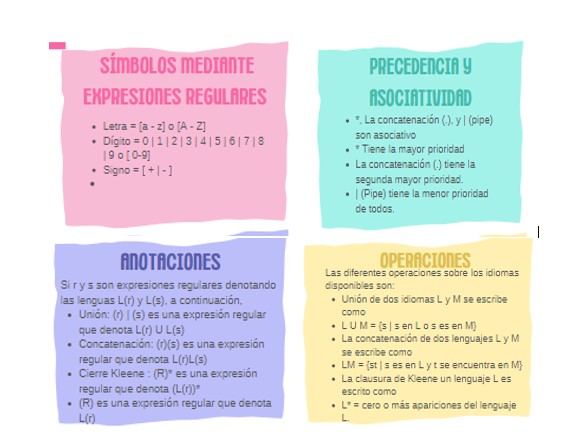 SÍMBOLOS MEDIANTE
EXPRESIONES REGULARES
• Letra = [a - z] o [A - Z]
• Dígito = 0 | 1 | 2 | 3 | 4 | 5 | 6 | 7 | 8
| 9 o [ 0-9]
• Signo = [ + | - ]
•
PRECEDENCIA Y
ASOCIATIVIDAD
• *, La concatenación (.), y | (pipe)
son asociativo
• * Tiene la mayor prioridad
• La concatenación (.) tiene la
segunda mayor prioridad.
• | (Pipe) tiene la menor prioridad
de todos.
ANOTACIONES
Si r y s son expresiones regulares denotando
las lenguas L(r) y L(s), a continuación,
• Unión: (r) | (s) es una expresión regular
que denota L(r) U L(s)
• Concatenación: (r)(s) es una expresión
regular que denota L(r)L(s)
• Cierre Kleene : (R)* es una expresión
regular que denota (L(r))*
• (R) es una expresión regular que denota
L(r)
OPERACIONES
Las diferentes operaciones sobre los idiomas
disponibles son:
• Unión de dos idiomas L y M se escribe
como
• L U M = {s | s en L o s es en M}
• La concatenación de dos lenguajes L y M
se escribe como
• LM = {st | s es en L y t se encuentra en M}
• La clausura de Kleene un lenguaje L es
escrito como
• L* = cero o más apariciones del lenguaje
L.